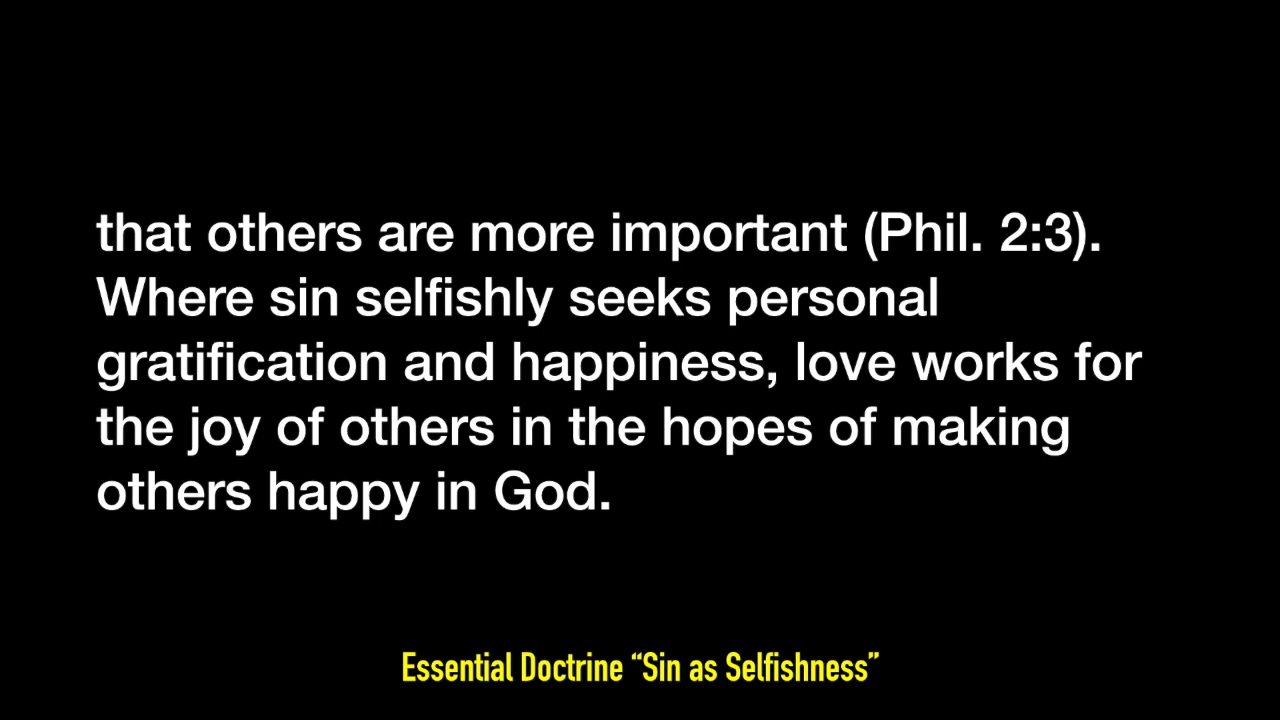 that others are more important (Phil. 2:3).
Where sin selfishly seeks personal
gratification and happiness, love works for
the joy of others in the hopes of making
others happy in God.
Essential Doctrine “Sin as Selfishness”